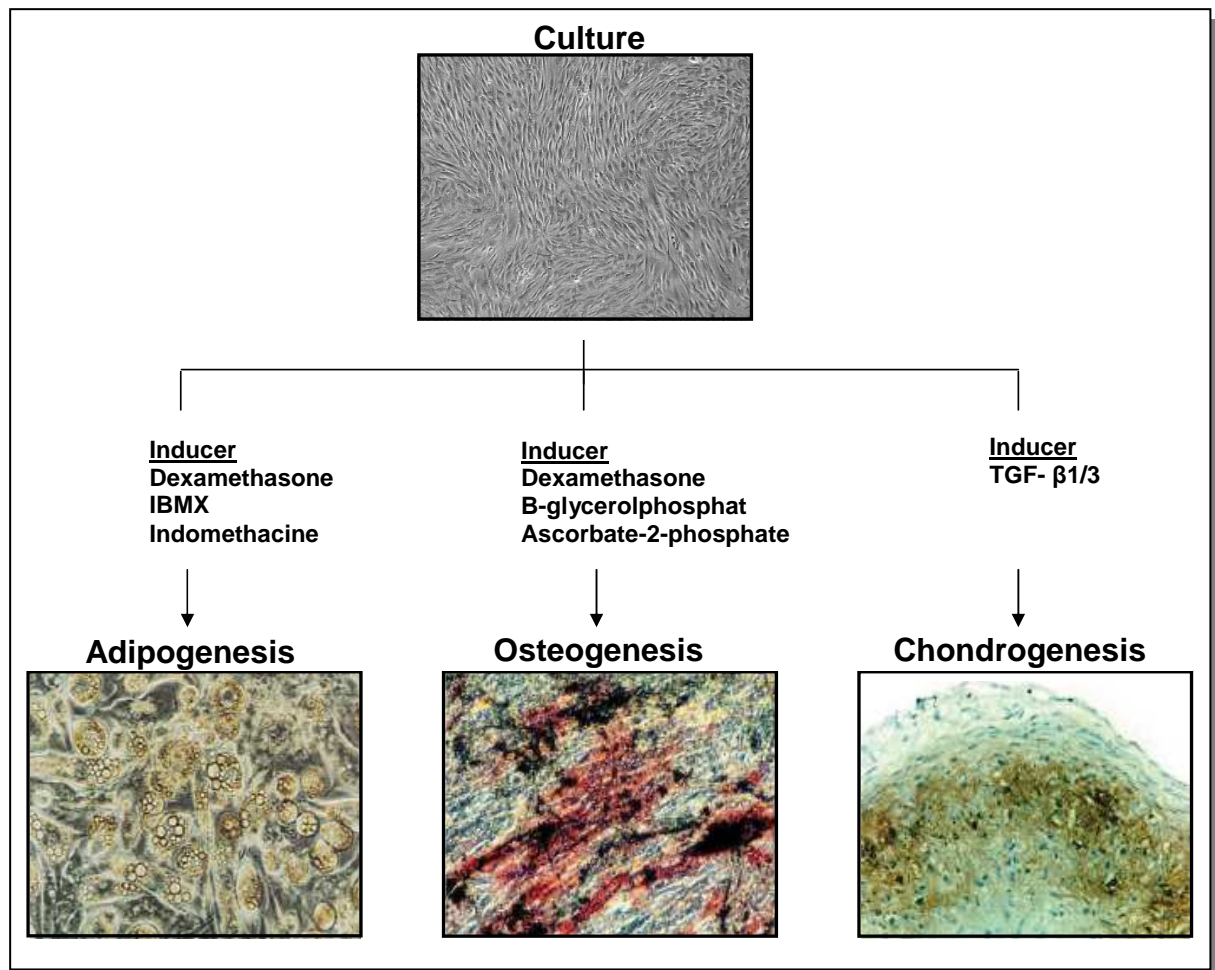 Culture
Inducer
Dexamethasone
IBMX
Indomethacine
Inducer
Dexamethasone
B-glycerolphosphat
Ascorbate-2-phosphate
Inducer
TGF- β1/3
Adipogenesis
Osteogenesis
Chondrogenesis